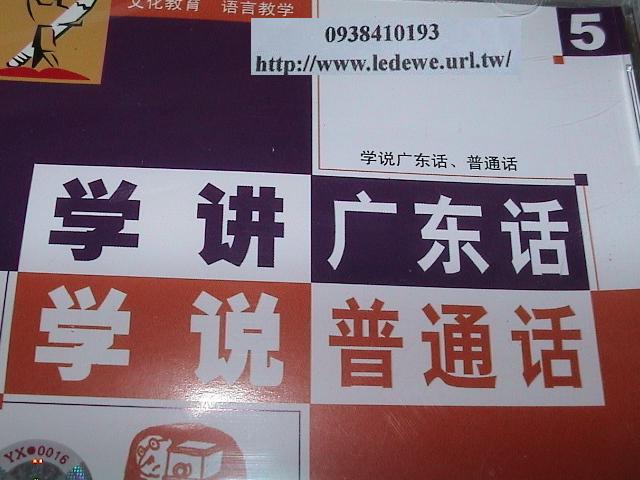 文化教育 语言教学
0938410193
http://www.ledewe.url.tw/
5
学说广东话、普通话
学讲广东话
学说普通话
YX●0016